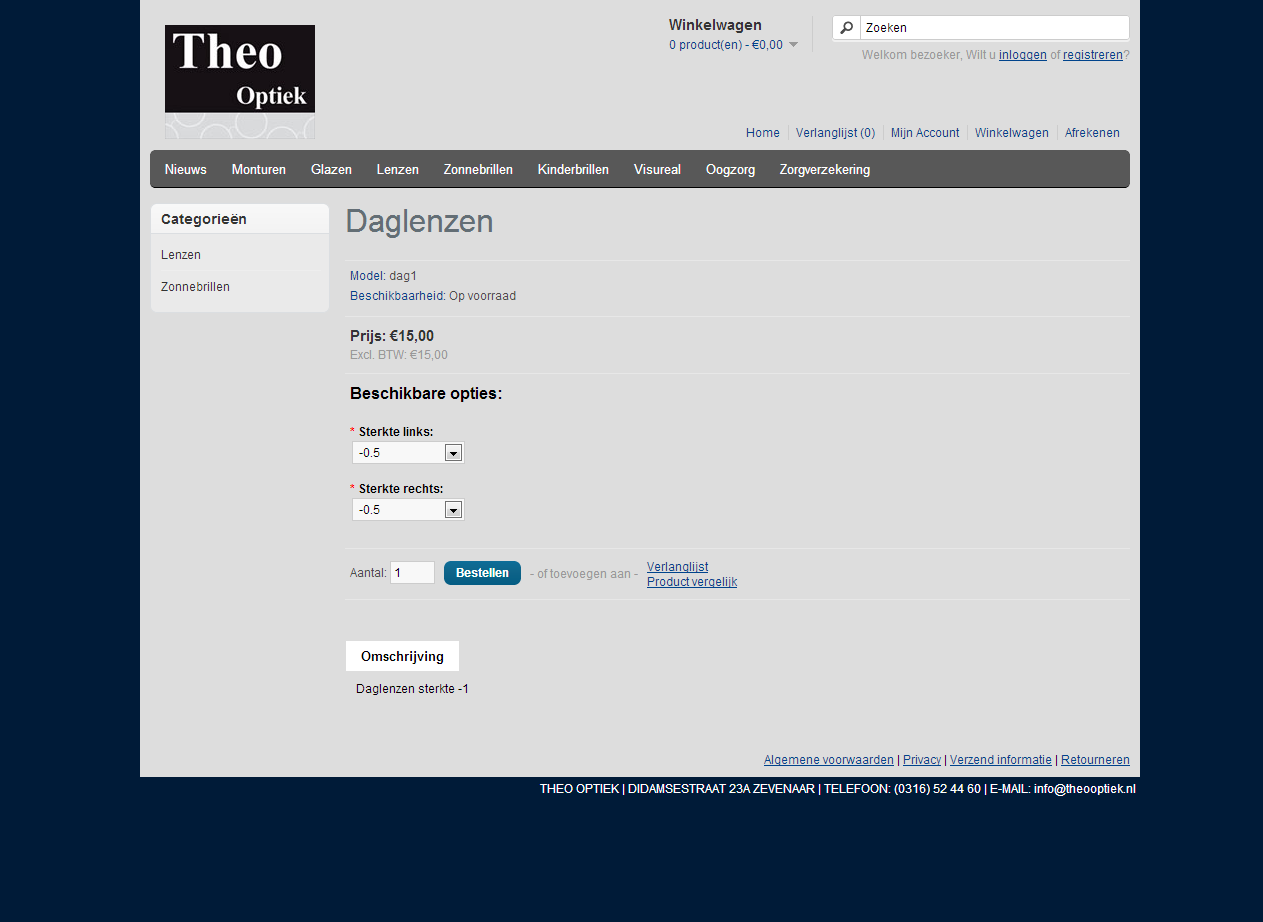 Theo
Optiek
Winkelwagen
0 product(en) - €0,00
Zoeken
Welkom bezoeker, Wilt u inloggen of registreren?
Home Verlanglijst (0) Mijn Account Winkelwagen Afrekenen
Nieuws Monturen Glazen Lenzen Zonnebrillen Kinderbrillen Visureal Oogzorg Zorgverzekering
Categorieën
Lenzen
Zonnebrillen
Daglenzen
Model: dag1
Beschikbaarheid: Op voorraad
Prijs: €15,00
Excl. BTW: €15,00
Beschikbare opties:
* Sterkte links:
-0.5
* Sterkte rechts:
-0.5
Aantal: 1 Bestellen - of toevoegen aan - Verlanglijst
Product vergelijk
Omschrijving
Daglenzen sterkte -1
Algemene voorwaarden | Privacy | Verzend informatie | Retourneren
THEO OPTIEK | DIDAMSESTRAAT 23A ZEVENAAR | TELEFOON: (0316) 52 44 60 | E-MAIL: info@theooptiek.nl